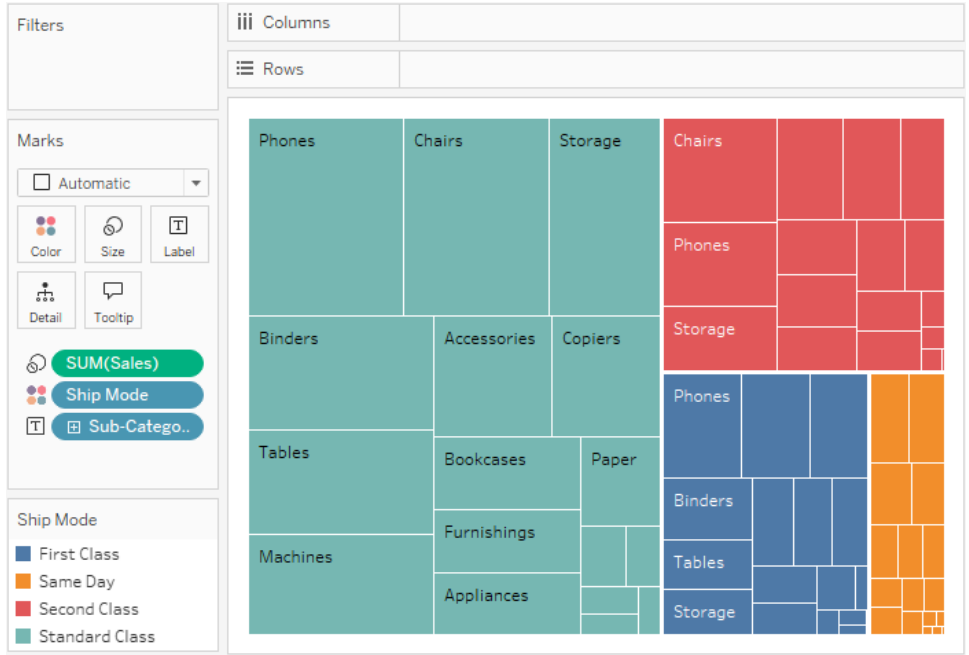 Filters
Columns
Rows
Marks
Automatic
Color
Size
Label
Detail
Tooltip
SUM(Sales)
Ship Mode
Sub-Catego..
Ship Mode
First Class
Same Day
Second Class
Standard Class
Phones
Chairs
Storage
Binders
Accessories
Copiers
Tables
Bookcases
Paper
Furnishings
Machines
Appliances
Chairs
Phones
Storage
Phones
Binders
Tables
Storage